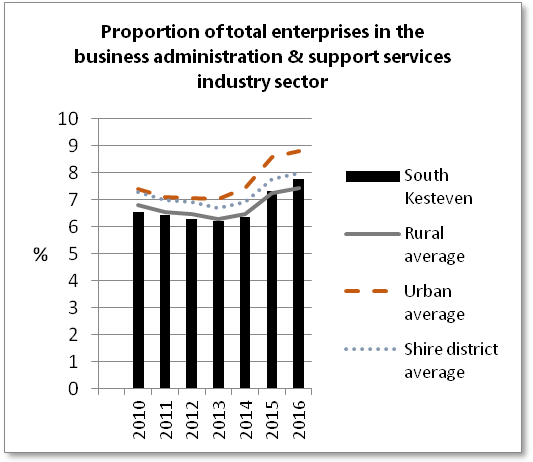 Proportion of total enterprises in the
business administration & support services
industry sector
10
9
8
7
6
5
4
3
2
1
0
%
2010
2011
2012
2013
2014
2015
2016
South
Kesteven
Rural
average
Urban
average
Shire district
average